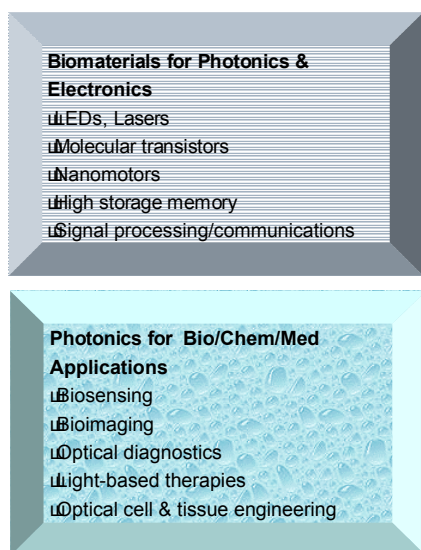 Biomaterials for Photonics &
Electronics
LEDs, Lasers
Molecular transistors
Nanomotors
High storage memory
Signal processing/communications
Photonics for Bio/Chem/Med
Applications
Biosensing
Bioimaging
Optical diagnostics
Light-based therapies
Optical cell & tissue engineering